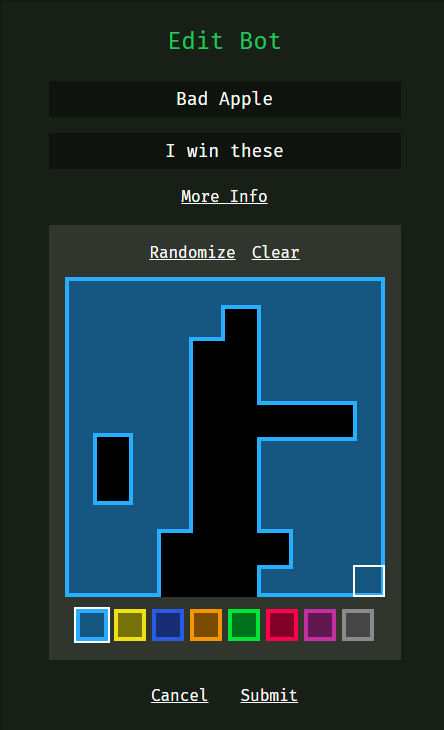 Edit Bot
Bad Apple
I win these
More Info
Randomize Clear
Cancel Submit